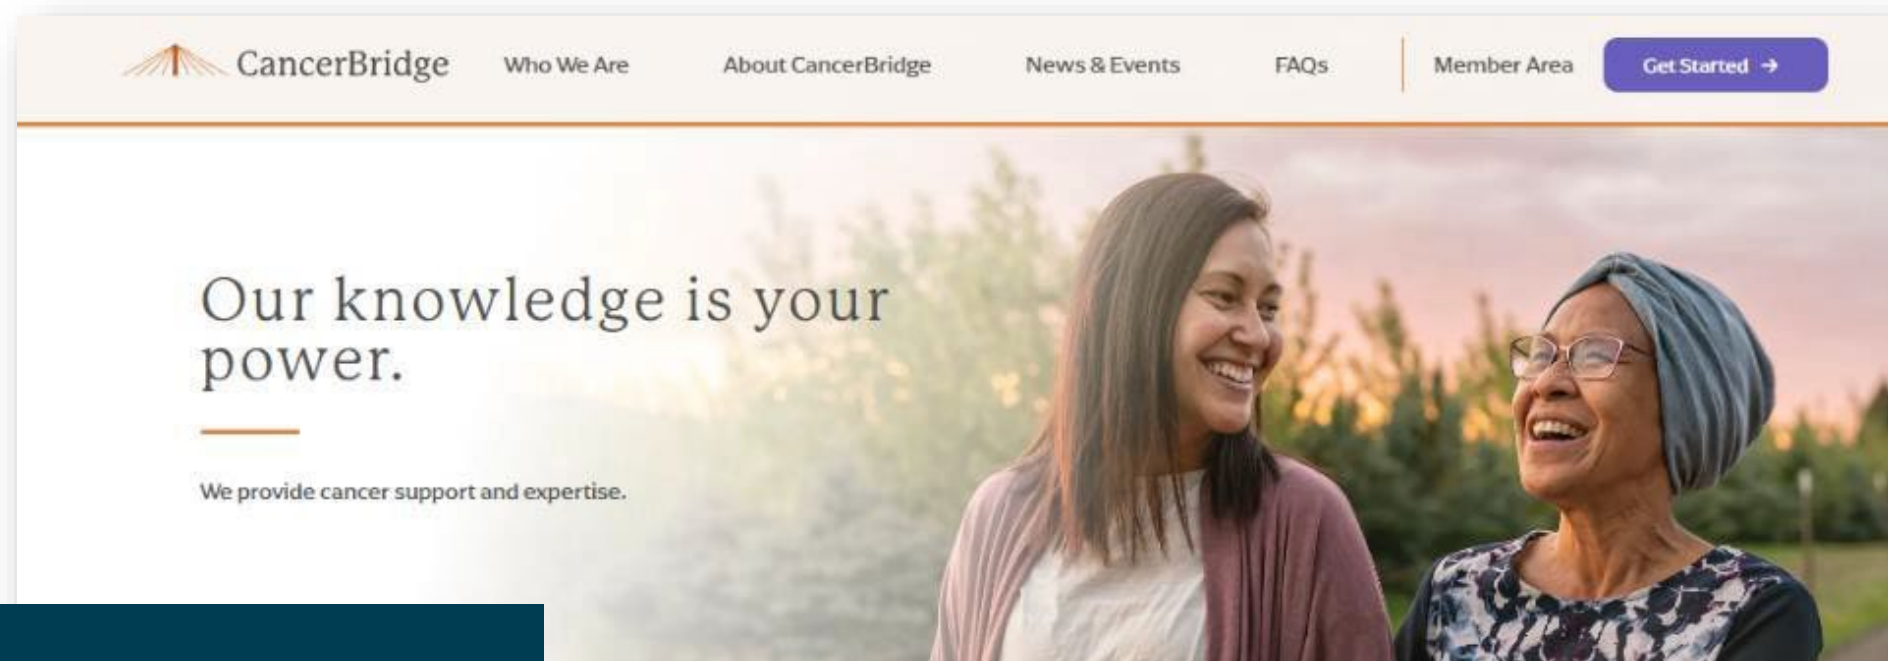 CancerBridge
Who We Are
About CancerBridge
News & Events
FAQs
Member Area
Get Started →
Our knowledge is your
power.
We provide cancer support and expertise.